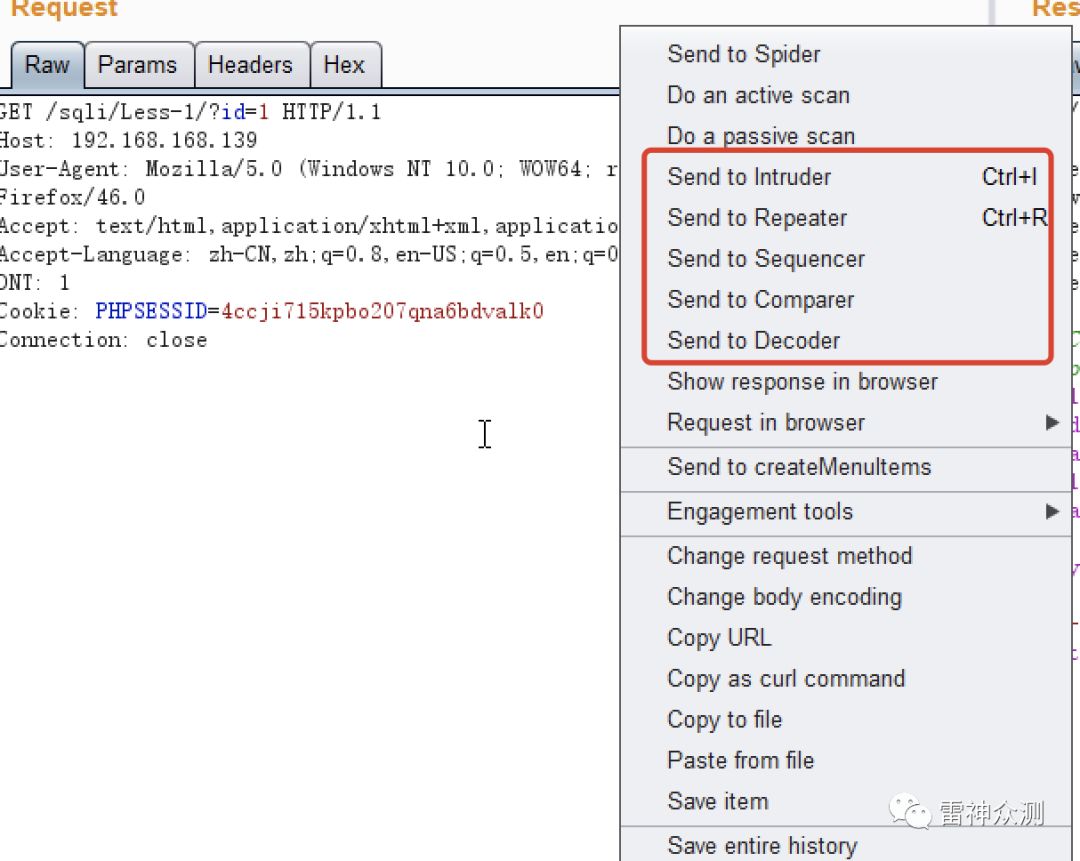 Request
Raw Params Headers Hex
GET /sqli/Less-1/?id=1 HTTP/1.1
Host: 192.168.168.139
User-Agent: Mozilla/5.0 (Windows NT 10.0; WOW64; r
Firefox/46.0
Accept: text/html,application/xhtml+xml,applicatio
Accept-Language: zh-CN,zh;q=0.8,en-US;q=0.5,en;q=0
DNT: 1
Cookie: PHPSESSID=4ccji715kpbo207qna6bdvalk0
Connection: close
Res
Send to Spider
Do an active scan
Do a passive scan
Send to Intruder Ctrl+I
Send to Repeater Ctrl+R
Send to Sequencer
Send to Comparer
Send to Decoder
Show response in browser
Request in browser
Send to createMenuItems
Engagement tools
Change request method
Change body encoding
Copy URL
Copy as curl command
Copy to file
Paste from file
Save item
Save entire history
雷神众测